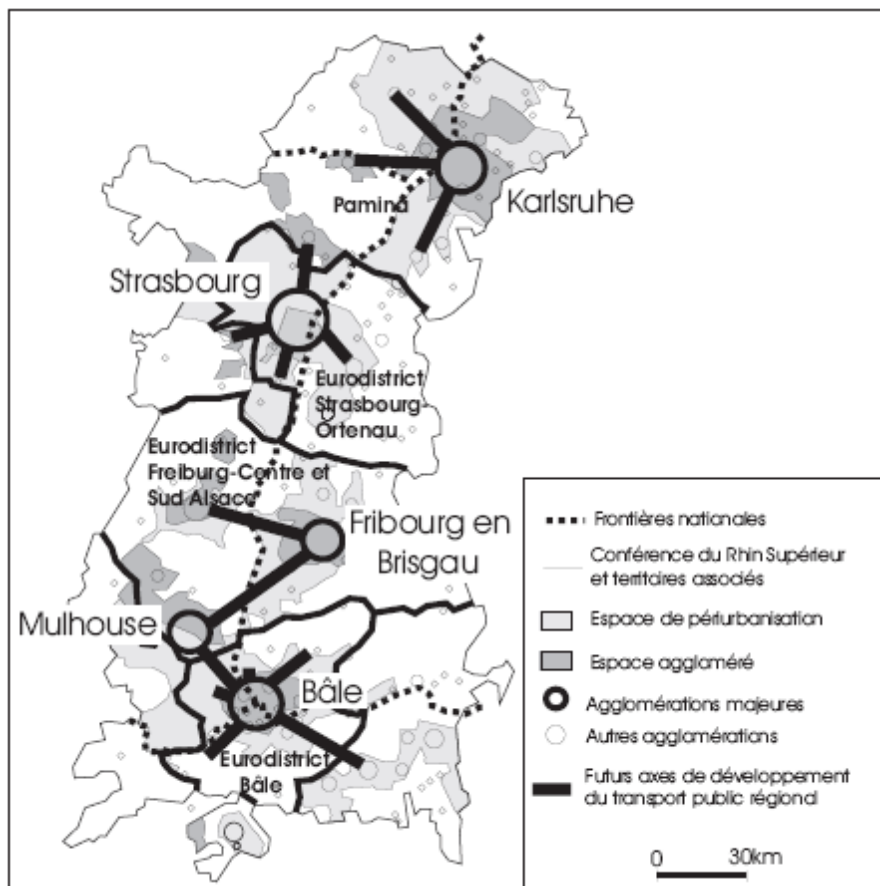 Karlsruhe
Pamina
Strasbourg
Eurodistrict
Strasbourg-
Ortenau
Eurodistrict
Freiburg-Centre et
Sud Alsace
Fribourg en
Brisgau
Mulhouse
Bâle
Eurodistrict
Bâle
Frontières nationales
Conférence du Rhin Supérieur
et territoires associés
Espace de périurbanisation
Espace aggloméré
Agglomérations majeures
Autres agglomérations
Futurs axes de développement
du transport public régional
0 30km